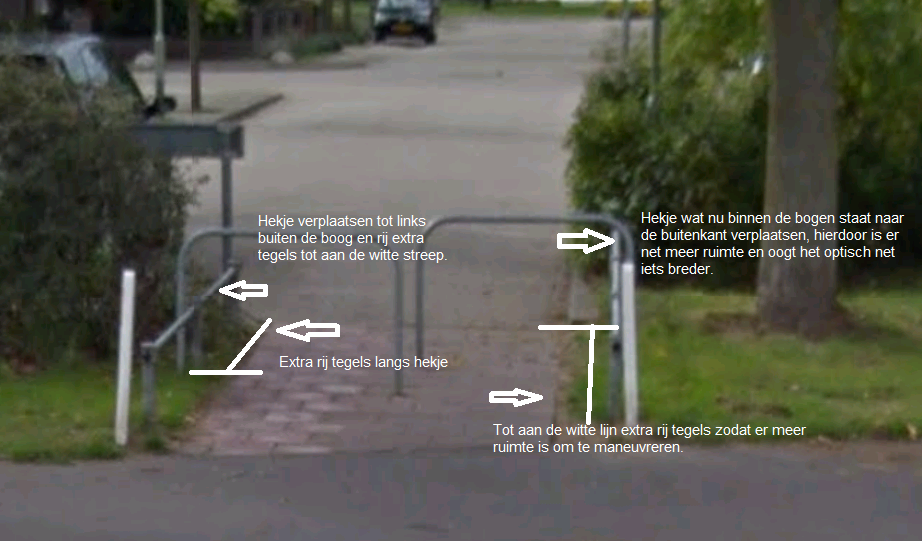 Hekje verplaatsen tot links
buiten de boog en rij extra
tegels tot aan de witte streep.
Hekje wat nu binnen de bogen staat naar
de buitenkant verplaatsen, hierdoor is er
net meer ruimte en oogt het optisch net
iets breder.
Extra rij tegels langs hekje
Tot aan de witte lijn extra rij tegels zodat er meer
ruimte is om te maneuvreren.